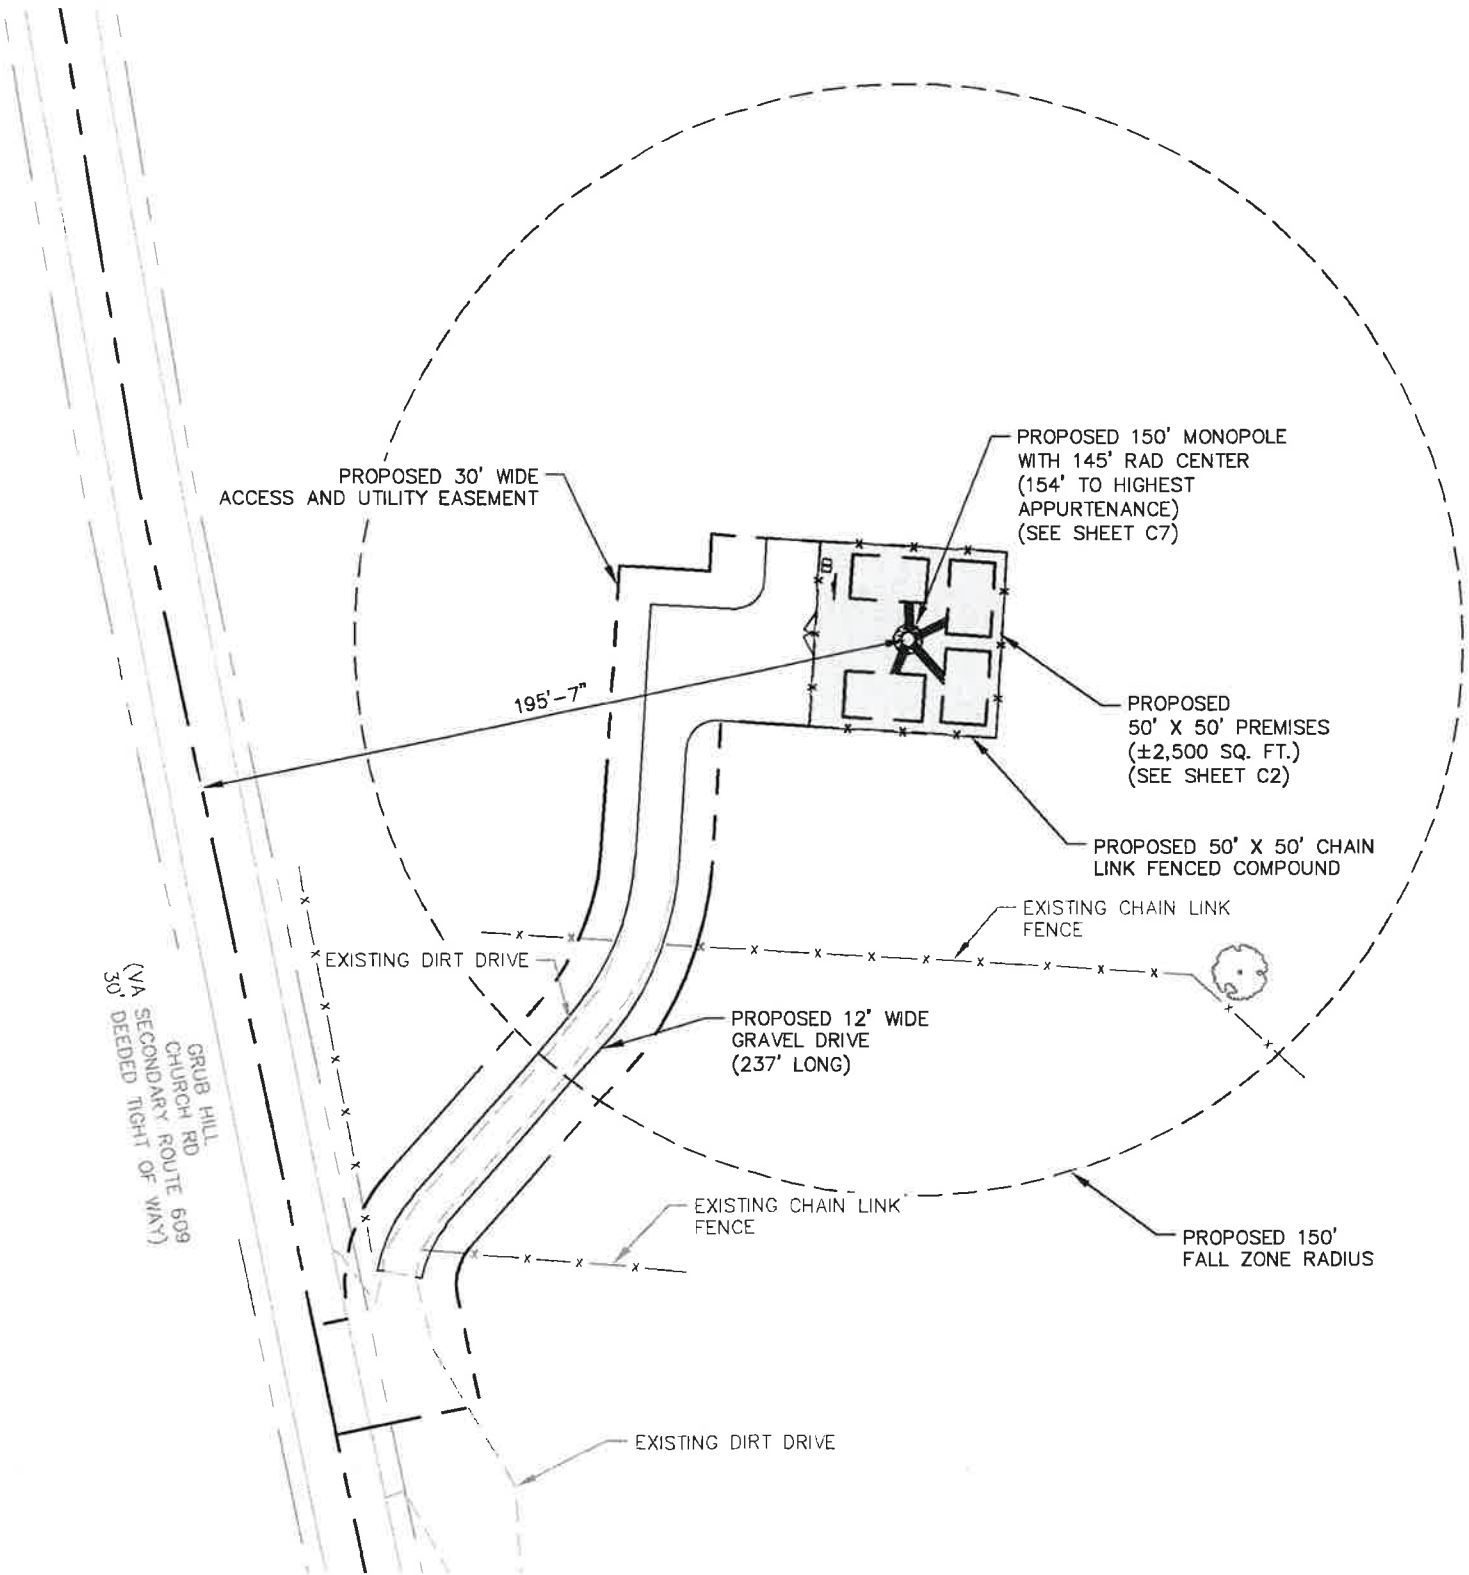 PROPOSED 150' MONOPOLE
WITH 145' RAD CENTER
(154' TO HIGHEST
APPURTENANCE)
(SEE SHEET C7)
PROPOSED 30' WIDE
ACCESS AND UTILITY EASEMENT
195'-7"
PROPOSED
50' X 50' PREMISES
(±2,500 SQ. FT.)
(SEE SHEET C2)
PROPOSED 50' X 50' CHAIN
LINK FENCED COMPOUND
EXISTING CHAIN LINK
FENCE
EXISTING DIRT DRIVE
PROPOSED 12' WIDE
GRAVEL DRIVE
(237' LONG)
GRUB HILL
CHURCH RD
(VA SECONDARY ROUTE 609
30' DEEDED TIGHT OF WAY)
EXISTING CHAIN LINK
FENCE
PROPOSED 150'
FALL ZONE RADIUS
EXISTING DIRT DRIVE